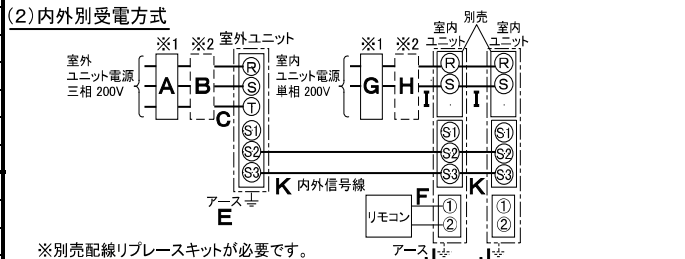 (2)内外別受電方式
※1 ※2 室外ユニット
室外
ユニット電源
三相 200V
A B C
R
S
T
S1
S2
S3
アース
E
※1 ※2
室内
ユニット電源
単相 200V
G H
室内
ユニット
別売
室内
ユニット
R R
S S
I I
S1 S1
S2 S2
S3 S3
K 内外信号線
K
F
リモコン
① ①
② ②
アース
J J
※別売配線リプレースキットが必要です。